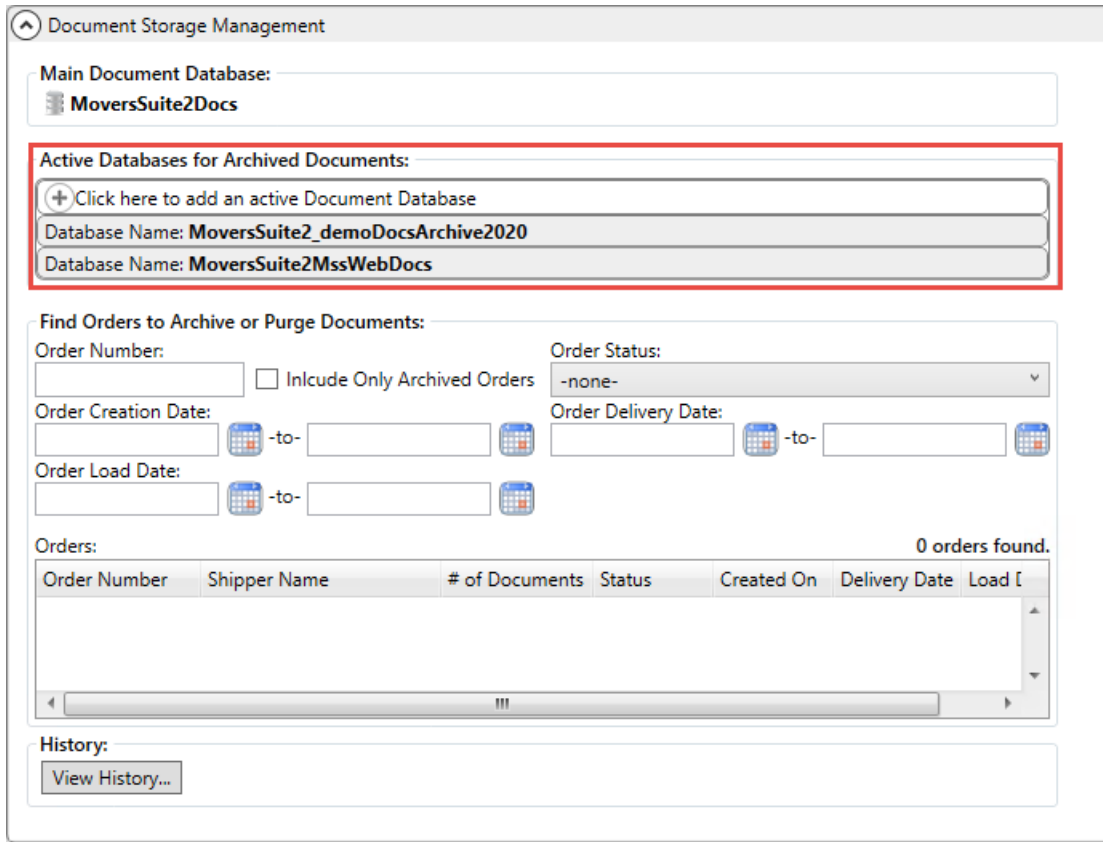 Document Storage Management
Main Document Database:
MoversSuite2Docs
Active Databases for Archived Documents:
Click here to add an active Document Database
Database Name: MoversSuite2_demoDocsArchive2020
Database Name: MoversSuite2MssWebDocs
Find Orders to Archive or Purge Documents:
Order Number: Order Status:
Inlcude Only Archived Orders -none-
Order Creation Date: Order Delivery Date:
-to- -to-
Order Load Date:
-to-
Orders: 0 orders found.
Order Number Shipper Name # of Documents Status Created On Delivery Date Load
History:
View History...